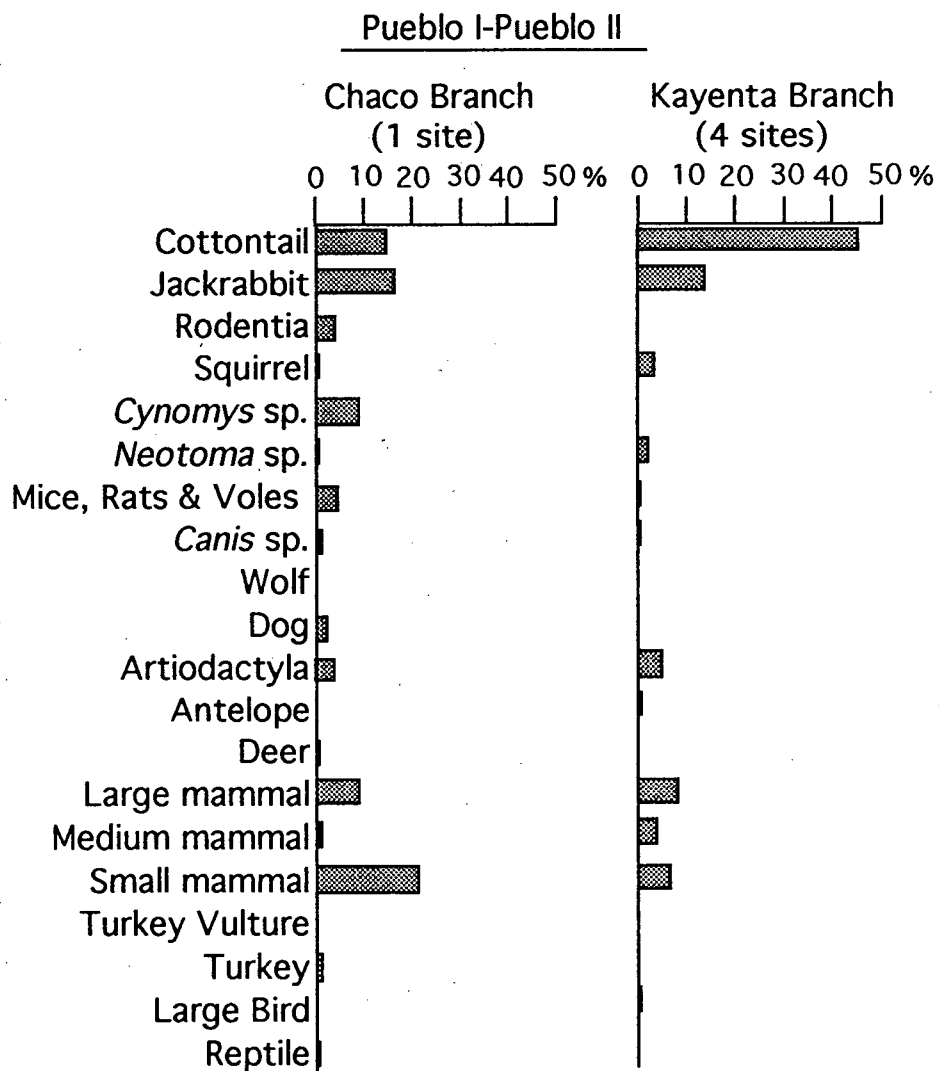 Pueblo I-Pueblo II
Chaco Branch
(1 site)
Kayenta Branch
(4 sites)
0 10 20 30 40 50 %
0 10 20 30 40 50 %
Cottontail
Jackrabbit
Rodentia
Squirrel
Cynomys sp.
Neotoma sp.
Mice, Rats & Voles
Canis sp.
Wolf
Dog
Artiodactyla
Antelope
Deer
Large mammal
Medium mammal
Small mammal
Turkey Vulture
Turkey
Large Bird
Reptile